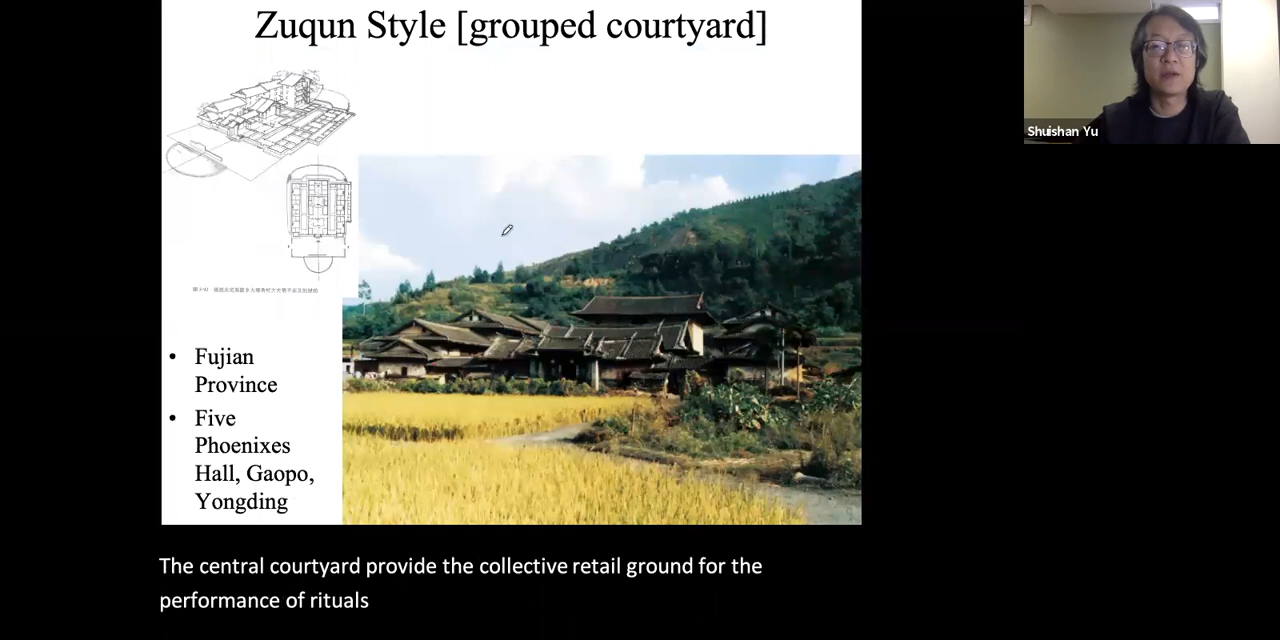 Zuqun Style [grouped courtyard]
Shuishan Yu
• Fujian
Province
• Five
Phoenixes
Hall, Gaopo,
Yongding
The central courtyard provide the collective retail ground for the
performance of rituals